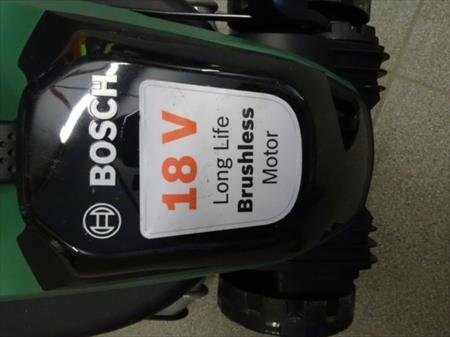 BOSCH
18 V
Long Life
Brushless
Motor